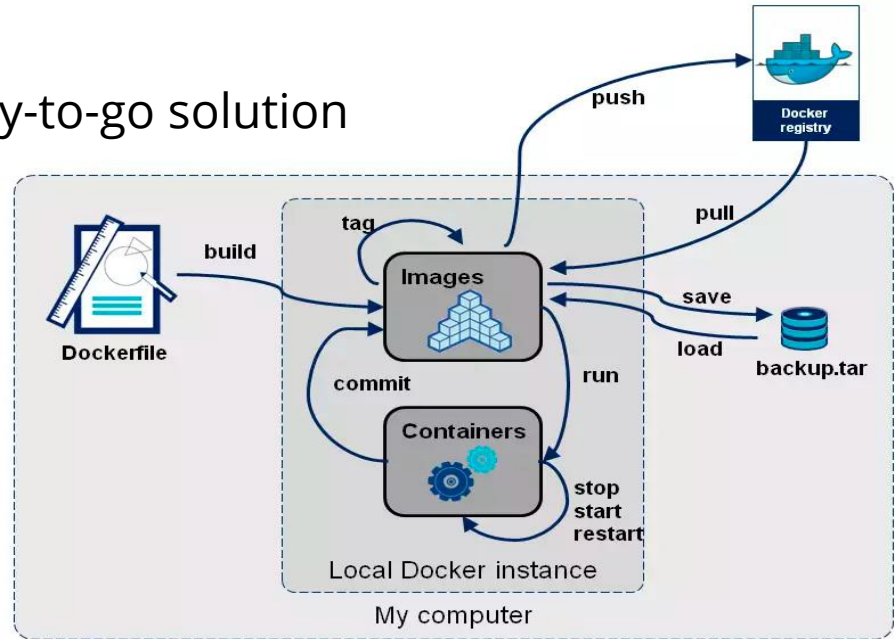 y-to-go solution
push
Docker
registry
pull
tag
build
Images
save
Dockerfile
load
backup.tar
commit
run
Containers
stop
start
restart
Local Docker instance
My computer